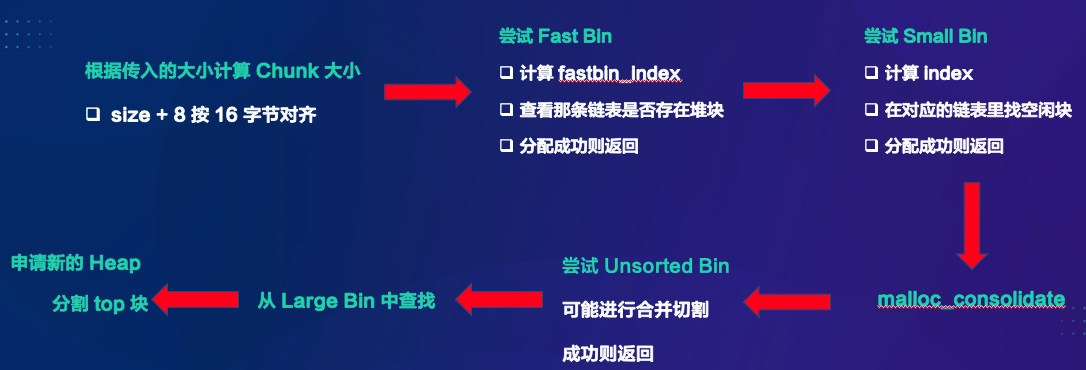 根据传入的大小计算 Chunk 大小
size + 8 按 16 字节对齐
尝试 Fast Bin
计算 fastbin_index
查看那条链表是否存在堆块
分配成功则返回
尝试 Small Bin
计算 index
在对应的链表里找空闲块
分配成功则返回
malloc_consolidate
尝试 Unsorted Bin
可能进行合并切割
成功则返回
从 Large Bin 中查找
申请新的 Heap
分割 top 块